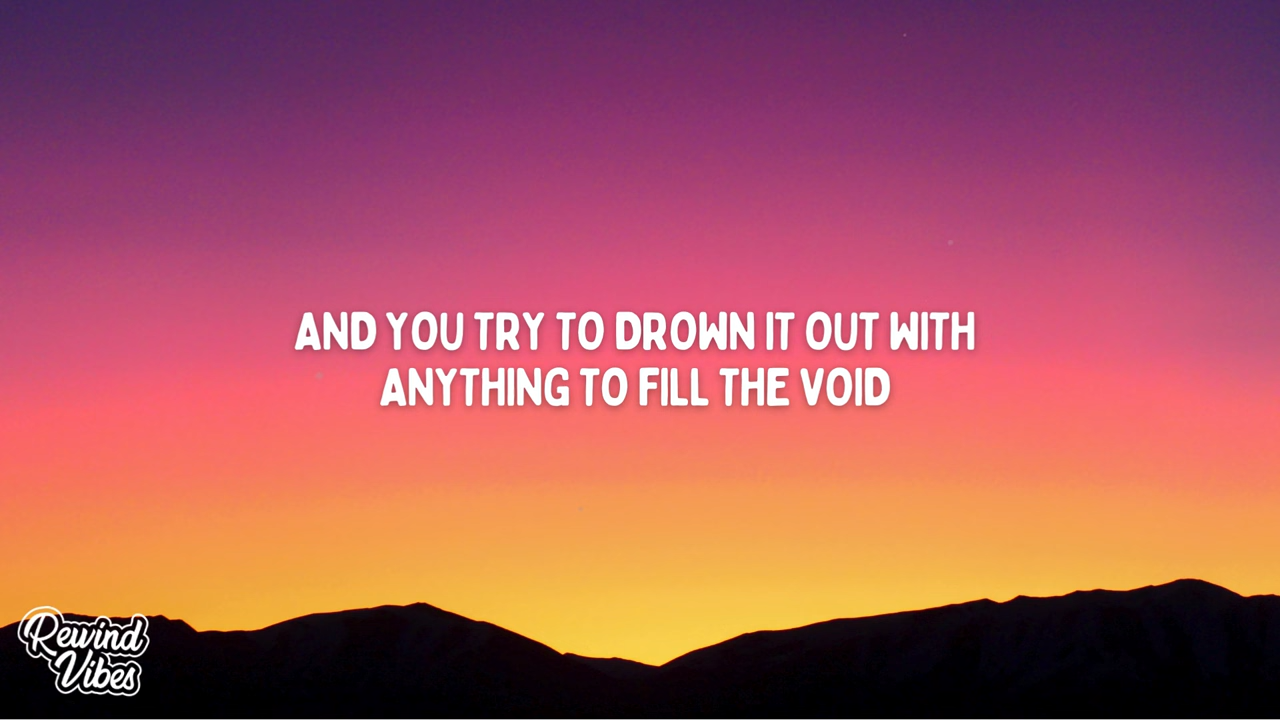 AND YOU TRY TO DROWN IT OUT WITH
ANYTHING TO FILL THE VOID
Rewind
Vibes